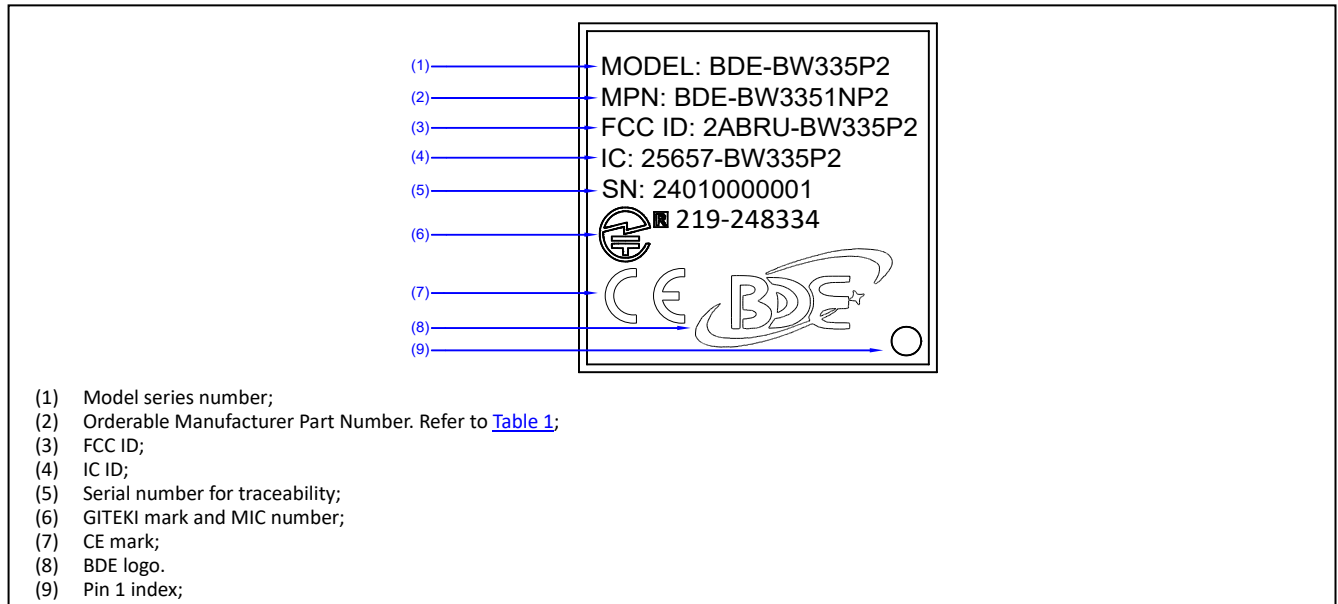 (1) MODEL: BDE-BW335P2
(2) MPN: BDE-BW3351NP2
(3) FCC ID: 2ABRU-BW335P2
(4) IC: 25657-BW335P2
(5) SN: 24010000001
(6) R 219-248334
(7) CE BDE
(8)
(9)
(1) Model series number;
(2) Orderable Manufacturer Part Number. Refer to Table 1;
(3) FCC ID;
(4) IC ID;
(5) Serial number for traceability;
(6) GITEKI mark and MIC number;
(7) CE mark;
(8) BDE logo.
(9) Pin 1 index;